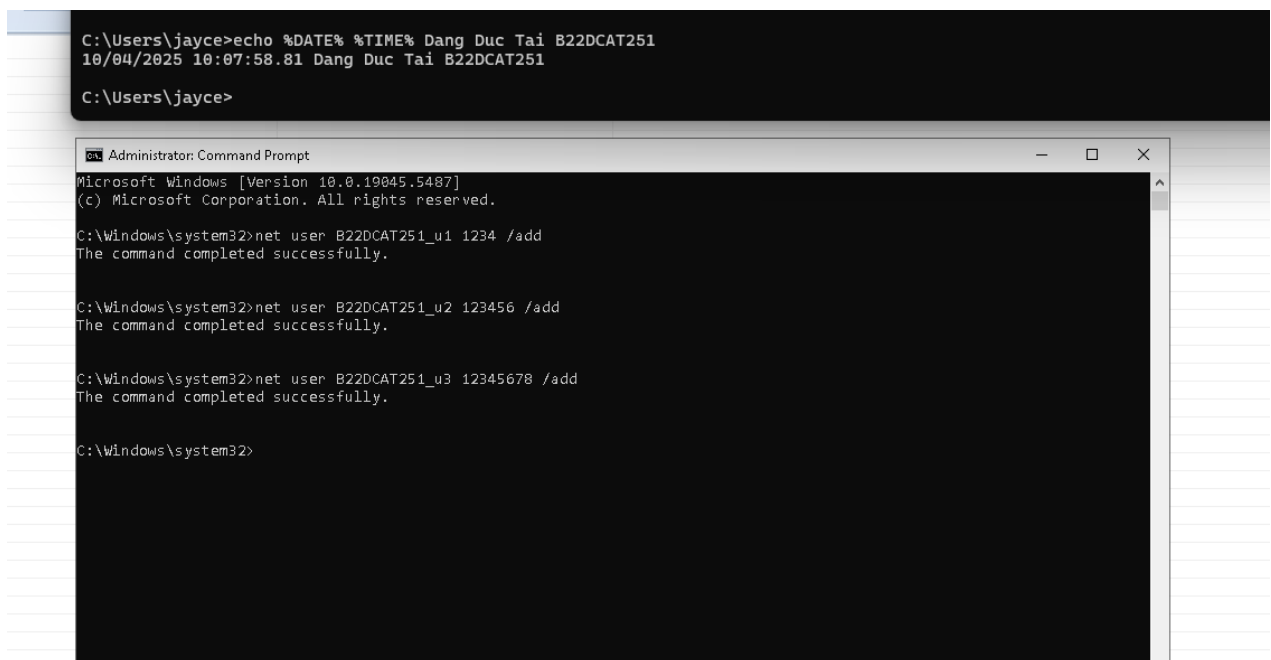 C:\Users\jayce>echo %DATE% %TIME% Dang Duc Tai B22DCAT251
10/04/2025 10:07:58.81 Dang Duc Tai B22DCAT251
C:\Users\jayce>
Administrator: Command Prompt
Microsoft Windows [Version 10.0.19045.5487]
(c) Microsoft Corporation. All rights reserved.
C:\Windows\system32>net user B22DCAT251_u1 1234 /add
The command completed successfully.
C:\Windows\system32>net user B22DCAT251_u2 123456 /add
The command completed successfully.
C:\Windows\system32>net user B22DCAT251_u3 12345678 /add
The command completed successfully.
C:\Windows\system32>